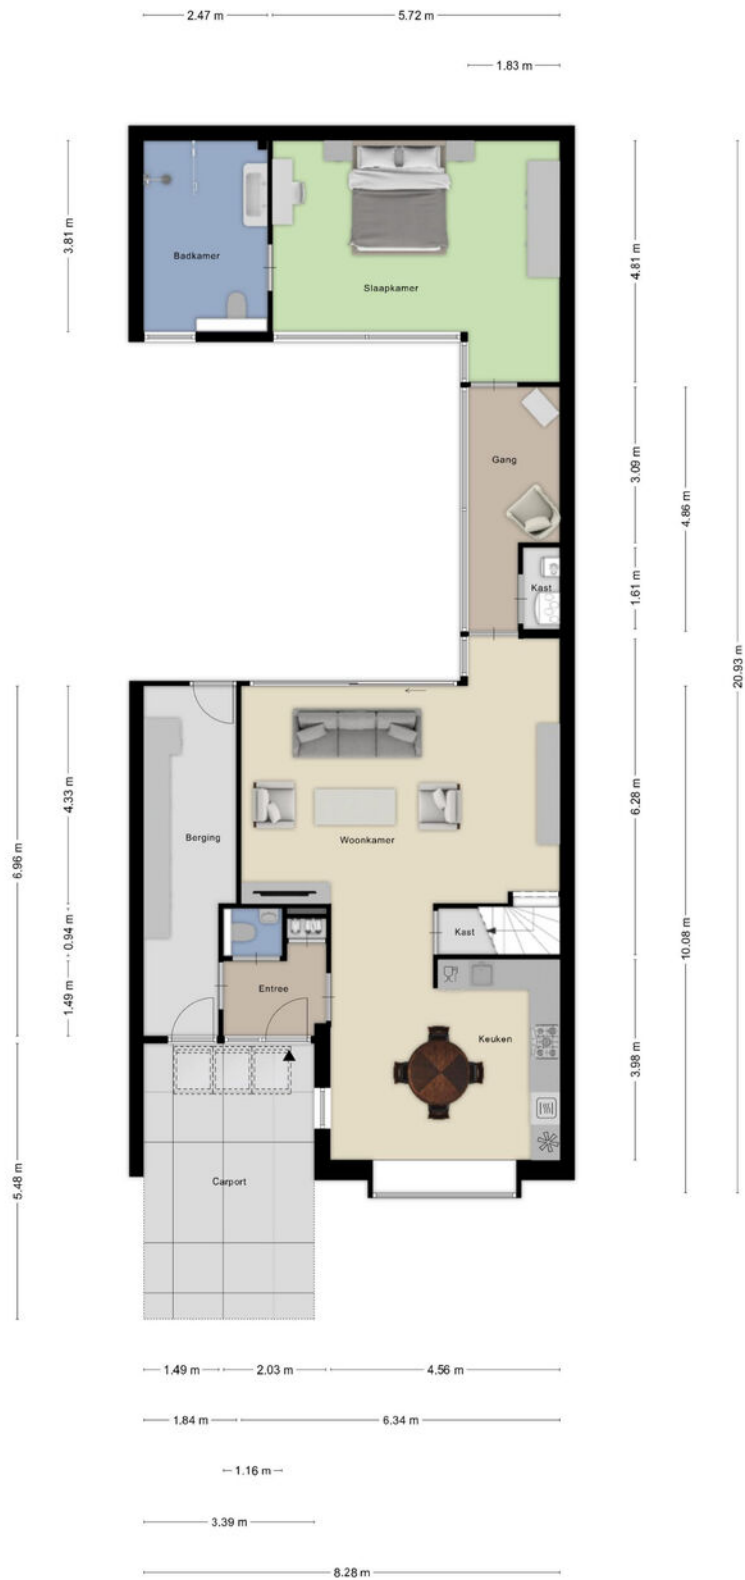 2.47 m
5.72 m
1.83 m
3.81 m
4.81 m
Badkamer
Slaapkamer
Gang
3.09 m
4.86 m
Kast
1.61 m
20.93 m
4.33 m
6.28 m
6.96 m
Berging
Woonkamer
0.94 m
Kast
10.08 m
1.49 m
Entree
Keuken
3.98 m
5.48 m
Carport
1.49 m
2.03 m
4.56 m
1.84 m
6.34 m
1.16 m
3.39 m
8.28 m